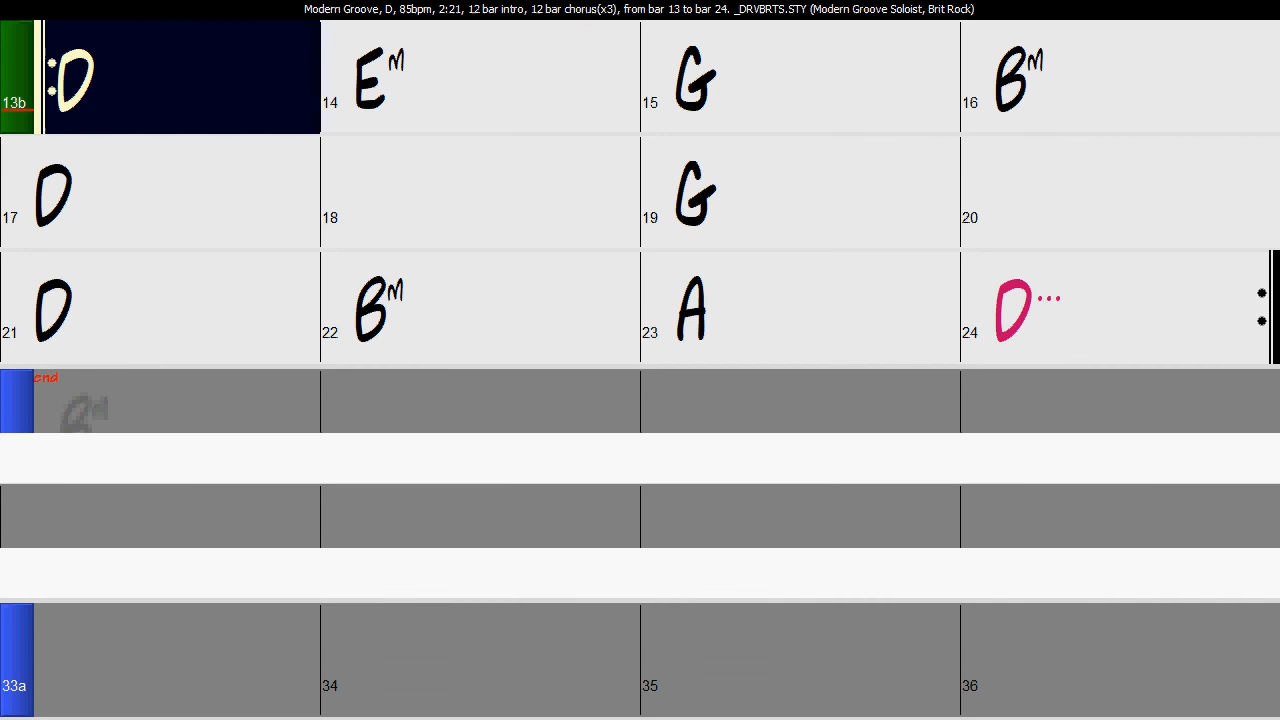 Modern Groove, D, 85bpm, 2:21, 12 bar intro, 12 bar chorus(x3), from bar 13 to bar 24. _DRVBRTS.STY (Modern Groove Soloist, Brit Rock)
13b D 14 Em 15 G 16 Bm
17 D 18 19 G 20
21 D 22 Bm 23 A 24 D...
end
33a 34 35 36